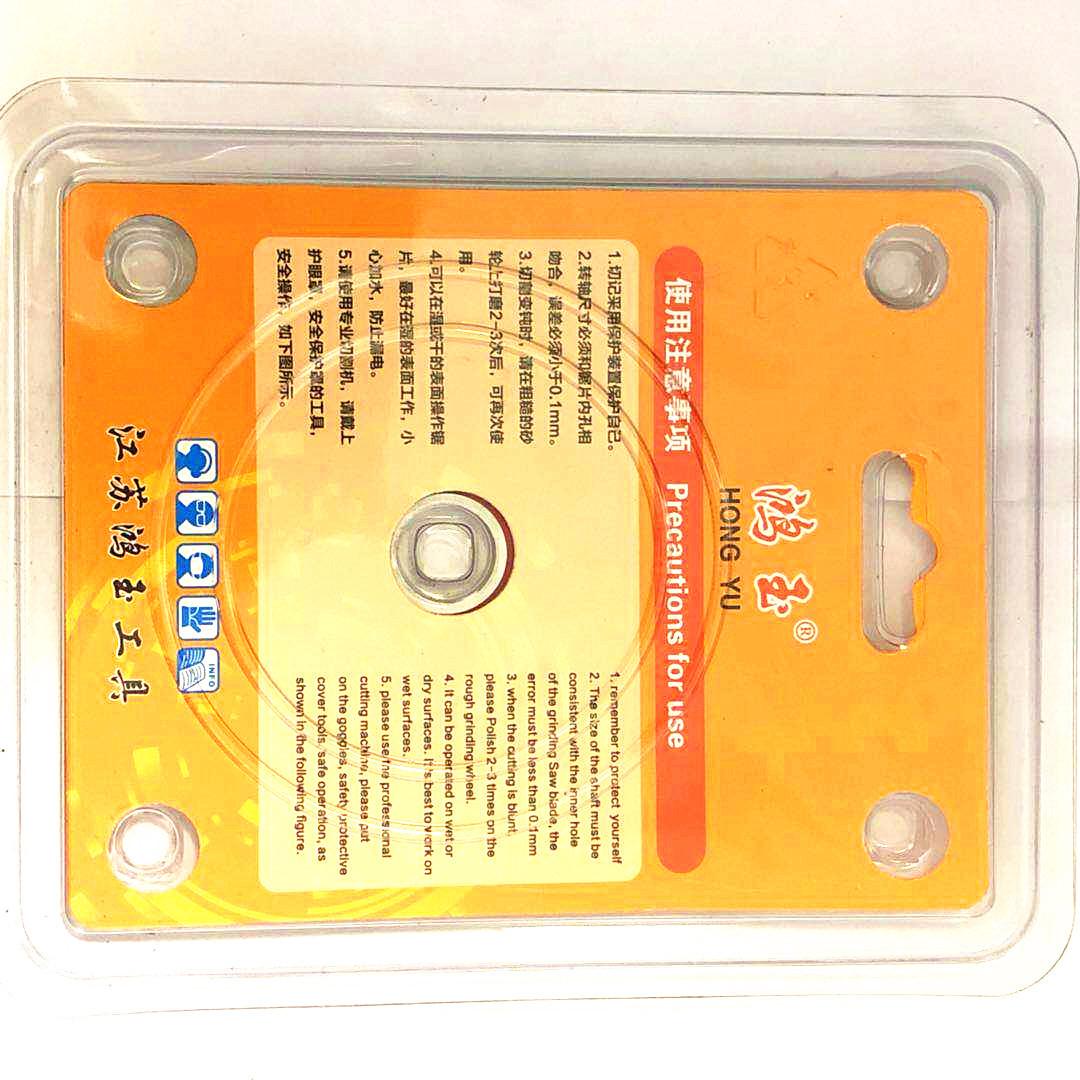 鸿玉®
HONG YU
使用注意事项 Precautions for use
1.切记采用保护装置保护自己。
2.转轴尺寸必须和锯片内孔相
吻合，误差必须小于0.1mm。
3.切割变钝时，请在粗糙的砂
轮上打磨2-3次后，可再次使
用。
4.可以在湿或干的表面操作锯
片，最好在湿的表面工作，小
心加水，防止漏电。
5.请使用专业切割机，请戴上
护眼罩，安全保护罩的工具，
安全操作，如下图所示。
1. remember to protect yourself
2. The size of the shaft must be
consistent with the inner hole
of the grinding Saw blade, the
error must be less than 0.1mm
3. when the cutting is blunt,
please Polish 2-3 times on the
rough grinding wheel.
4. It can be operated on wet or
dry surfaces. It is best to work on
wet surfaces.
5. please use the professional
cutting machine, please put
on the goggles, safety protective
cover tools, safe operation, as
shown in the following figure.
INFO
江苏鸿玉工具